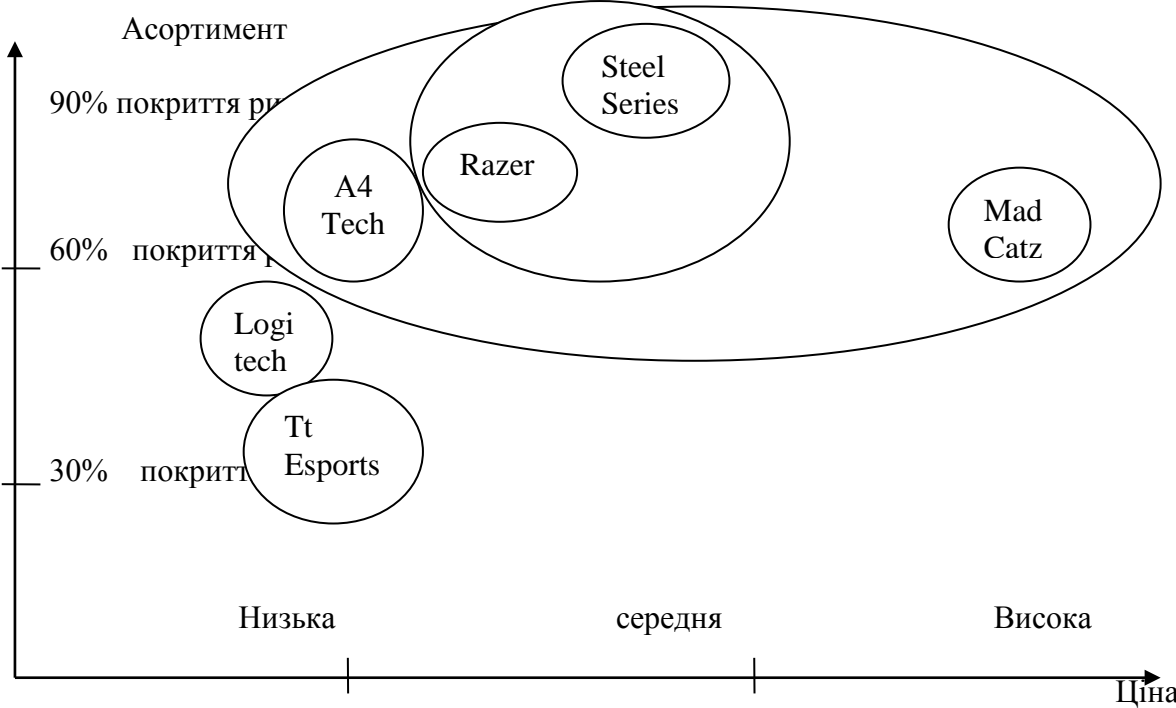 Асортимент
90% покриття ри
Steel
Series
Razer
A4
Tech
Mad
Catz
60% покриття
Logi
tech
Tt
Esports
30% покритт
Низька середня Висока
Ціна